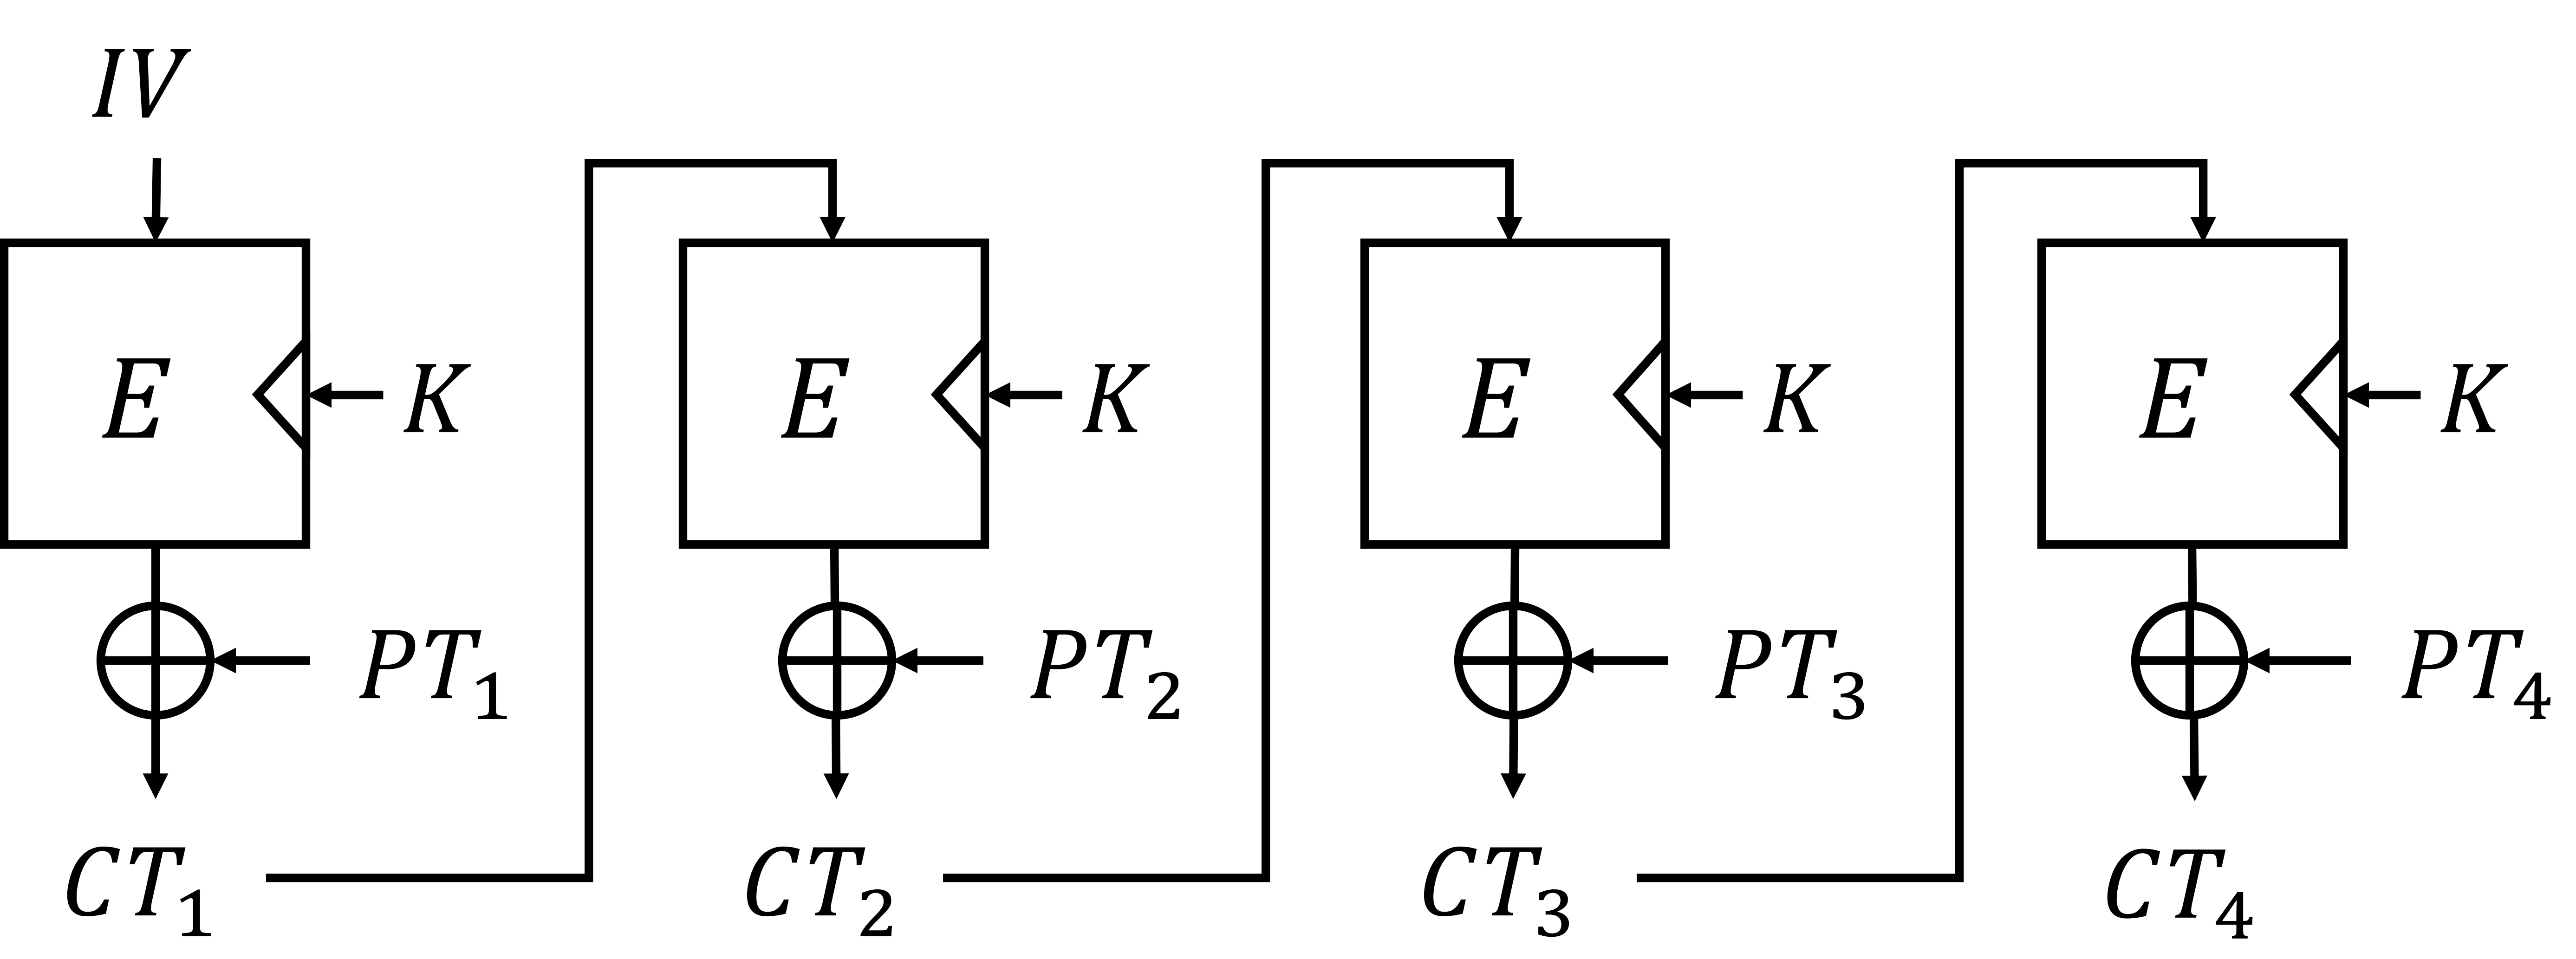 IV
E K E K E K E K
PT₁ PT₂ PT₃ PT₄
CT₁ CT₂ CT₃ CT₄